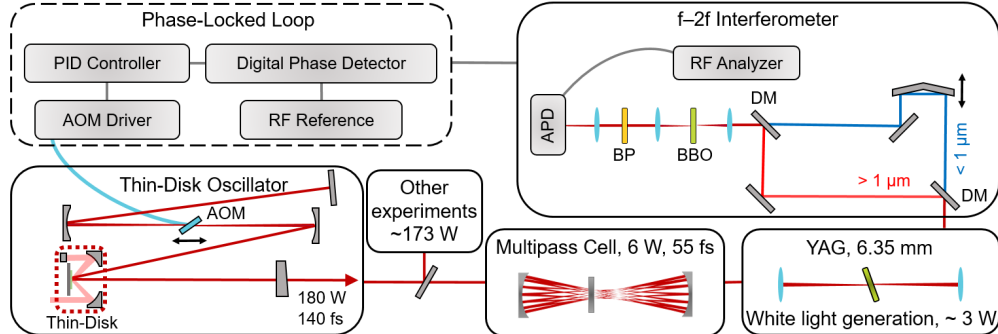 Phase-Locked Loop
PID Controller
Digital Phase Detector
AOM Driver
RF Reference
f–2f Interferometer
RF Analyzer
APD
DM
BP
BBO
< 1 µm
> 1 µm
DM
Thin-Disk Oscillator
AOM
Thin-Disk
180 W
140 fs
Other
experiments
~173 W
Multipass Cell, 6 W, 55 fs
YAG, 6.35 mm
White light generation, ~ 3 W